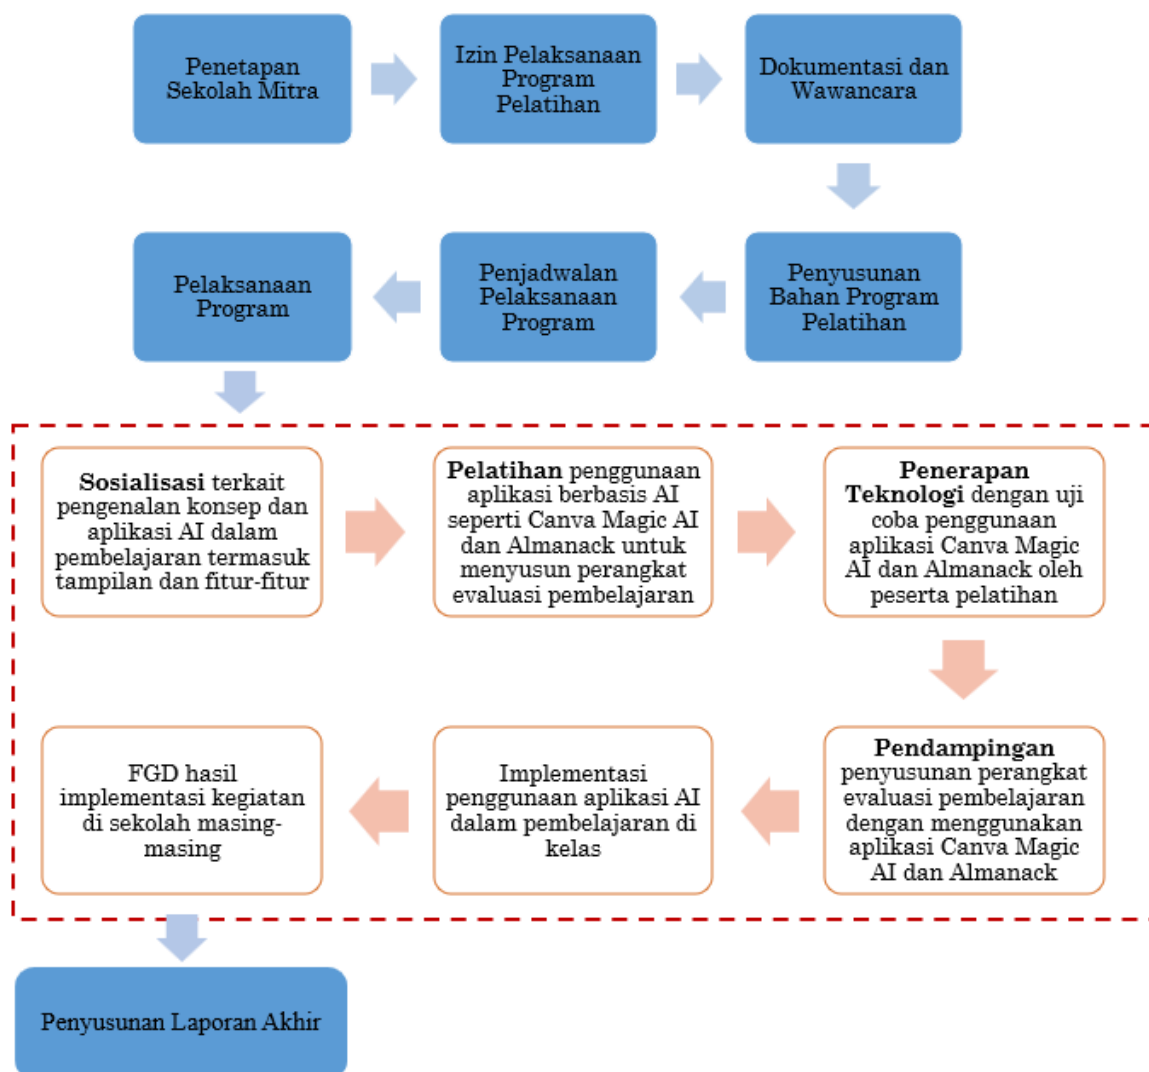 Penetapan
Sekolah Mitra
Izin Pelaksanaan
Program
Pelatihan
Dokumentasi dan
Wawancara
Penyusunan
Bahan Program
Pelatihan
Penjadwalan
Pelaksanaan
Program
Pelaksanaan
Program
Sosialisasi terkait
pengenalan konsep dan
aplikasi AI dalam
pembelajaran termasuk
tampilan dan fitur-fitur
Pelatihan penggunaan
aplikasi berbasis AI
seperti Canva Magic AI
dan Almanack untuk
menyusun perangkat
evaluasi pembelajaran
Penerapan
Teknologi dengan uji
coba penggunaan
aplikasi Canva Magic
AI dan Almanack oleh
peserta pelatihan
Pendampingan
penyusunan perangkat
evaluasi pembelajaran
dengan menggunakan
aplikasi Canva Magic
AI dan Almanack
Implementasi
penggunaan aplikasi AI
dalam pembelajaran di
kelas
FGD hasil
implementasi kegiatan
di sekolah masing-
masing
Penyusunan Laporan Akhir